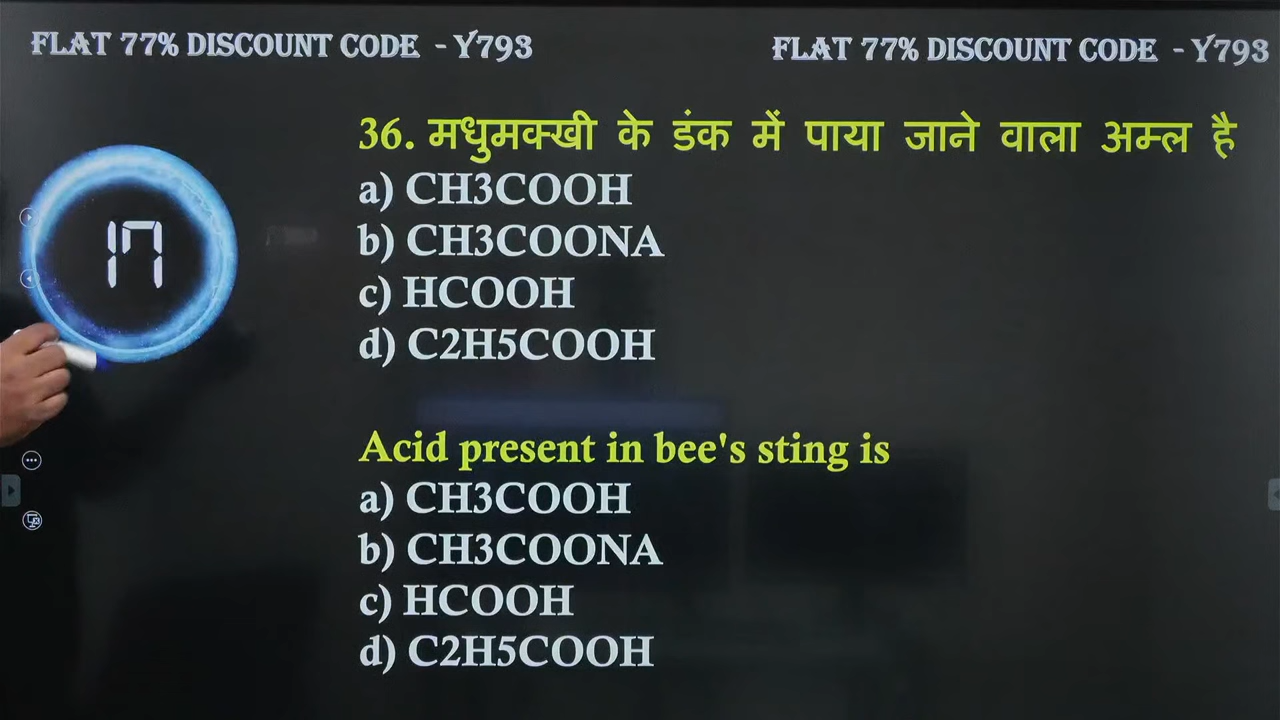 FLAT 77% DISCOUNT CODE - Y793
FLAT 77% DISCOUNT CODE - Y793
36. मधुमक्खी के डंक में पाया जाने वाला अम्ल है
a) CH3COOH
b) CH3COONA
c) HCOOH
d) C2H5COOH
17
Acid present in bee's sting is
a) CH3COOH
b) CH3COONA
c) HCOOH
d) C2H5COOH